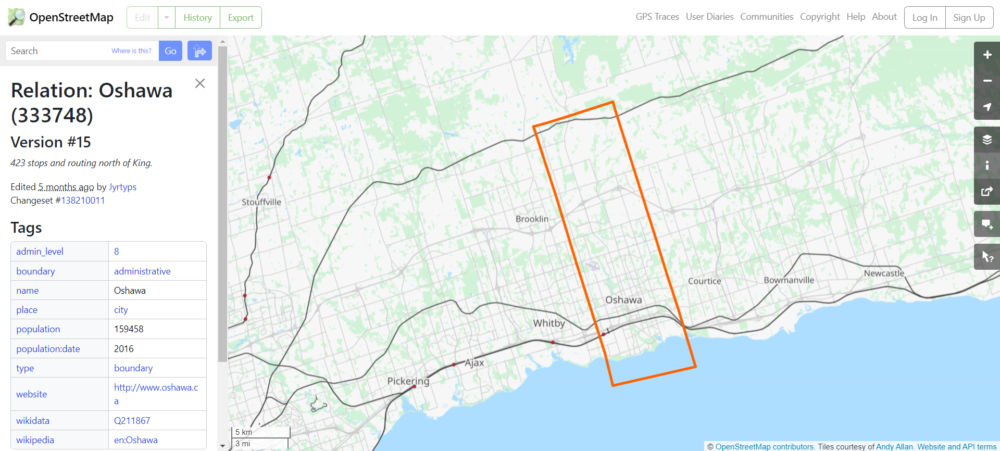 OpenStreetMap
Edit
History
Export
GPS Traces
User Diaries
Communities
Copyright
Help
About
Log In
Sign Up
Search
Where is this?
Go
Relation: Oshawa
(333748)
Version #15
423 stops and routing north of King.
Edited 5 months ago by Jyrtyps
Changeset #138210011
Tags
admin_level 8
boundary administrative
name Oshawa
place city
population 159458
population:date 2016
type boundary
website http://www.oshawa.c
a
wikidata Q211867
wikipedia en:Oshawa
Stouffville
Brooklin
Newcastle
Bowmanville
Courtice
Oshawa
Whitby
Ajax
Pickering
5 km
3 mi
© OpenStreetMap contributors. Tiles courtesy of Andy Allan. Website and API terms